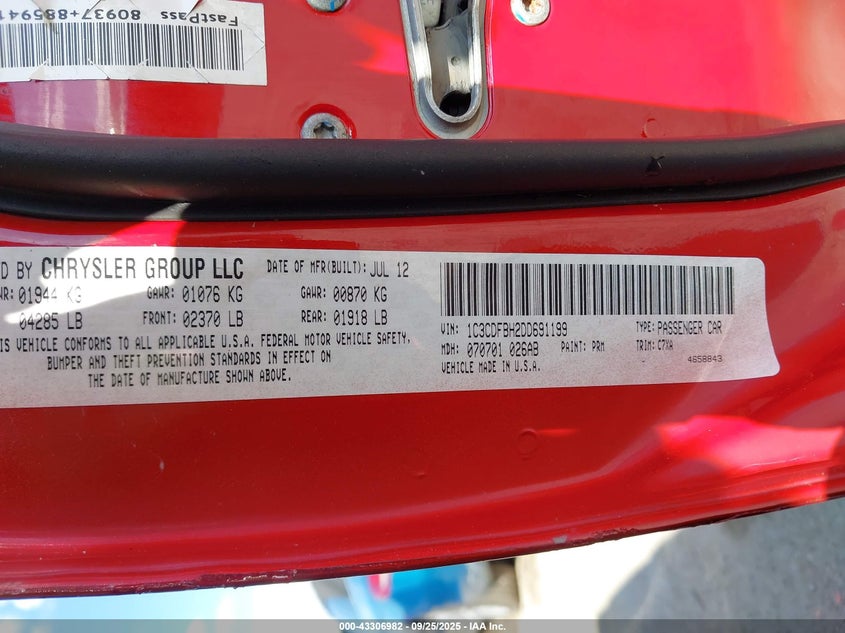 FastPass 80937+88594
D BY CHRYSLER GROUP LLC DATE OF MFR(BUILT): JUL 12
WR: 01944 KG GAWR: 01076 KG GAWR: 00870 KG
04285 LB FRONT: 02370 LB REAR: 01918 LB
IS VEHICLE CONFORMS TO ALL APPLICABLE U.S.A. FEDERAL MOTOR VEHICLE SAFETY,
BUMPER AND THEFT PREVENTION STANDARDS IN EFFECT ON
THE DATE OF MANUFACTURE SHOWN ABOVE.
VIN: 1C3CDFBH2DD691199 TYPE: PASSENGER CAR
MDH: 070701 026AB PAINT: PRM TRIM: C7XA
VEHICLE MADE IN U.S.A. 4658843
000-43306982 - 09/25/2025 - IAA Inc.